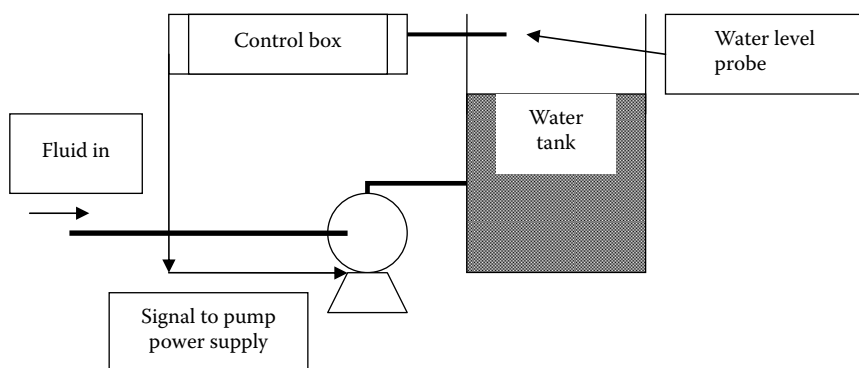 Control box
Water level
probe
Fluid in
Water
tank
Signal to pump
power supply